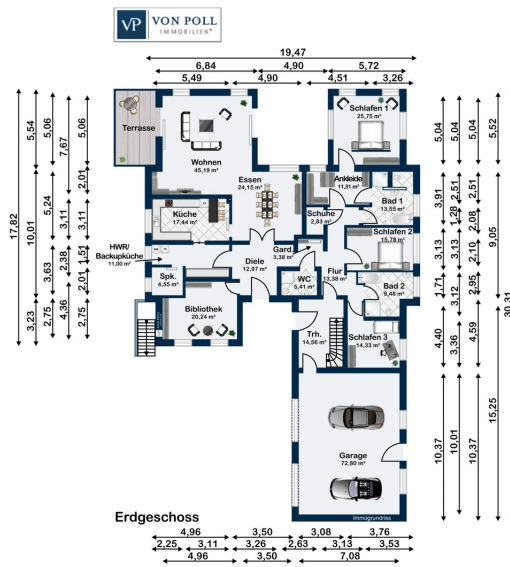 VP VON POLL
IMMOBILIEN®
19,47
6,84 4,90 5,72
5,49 4,90 4,51 3,26
17,82
5,54 10,01 3,23
5,06 5,24 3,63 2,75
7,67 3,11 2,38 4,36
5,06 2,01 3,11 1,51 2,01 2,75
Terrasse
Wohnen
45,19 m²
Essen
24,15 m²
Schlafen 1
25,75 m²
Ankleide
11,31 m²
Bad 1
13,55 m²
Schuhe
2,83 m²
Küche
17,44 m²
Schlafen 2
15,78 m²
HWR/
Backupküche
11,00 m²
Gard.
3,38 m²
Diele
12,97 m²
WC
5,41 m²
Flur
13,38 m²
Spk.
4,55 m²
Bad 2
9,48 m²
Bibliothek
20,24 m²
Trh.
14,56 m²
Schlafen 3
14,33 m²
Garage
72,80 m²
Immogrundriss
5,04 3,91 3,13 1,71 4,40 10,37
5,04 2,51 1,28 3,13 3,12 3,36 10,01
5,04 2,51 2,08 2,10 2,95 4,59 10,37
5,52 9,05 15,25
30,31
Erdgeschoss
4,96 3,50 3,08 3,76
2,25 3,11 3,26 2,63 3,13 3,53
4,96 3,50 7,08